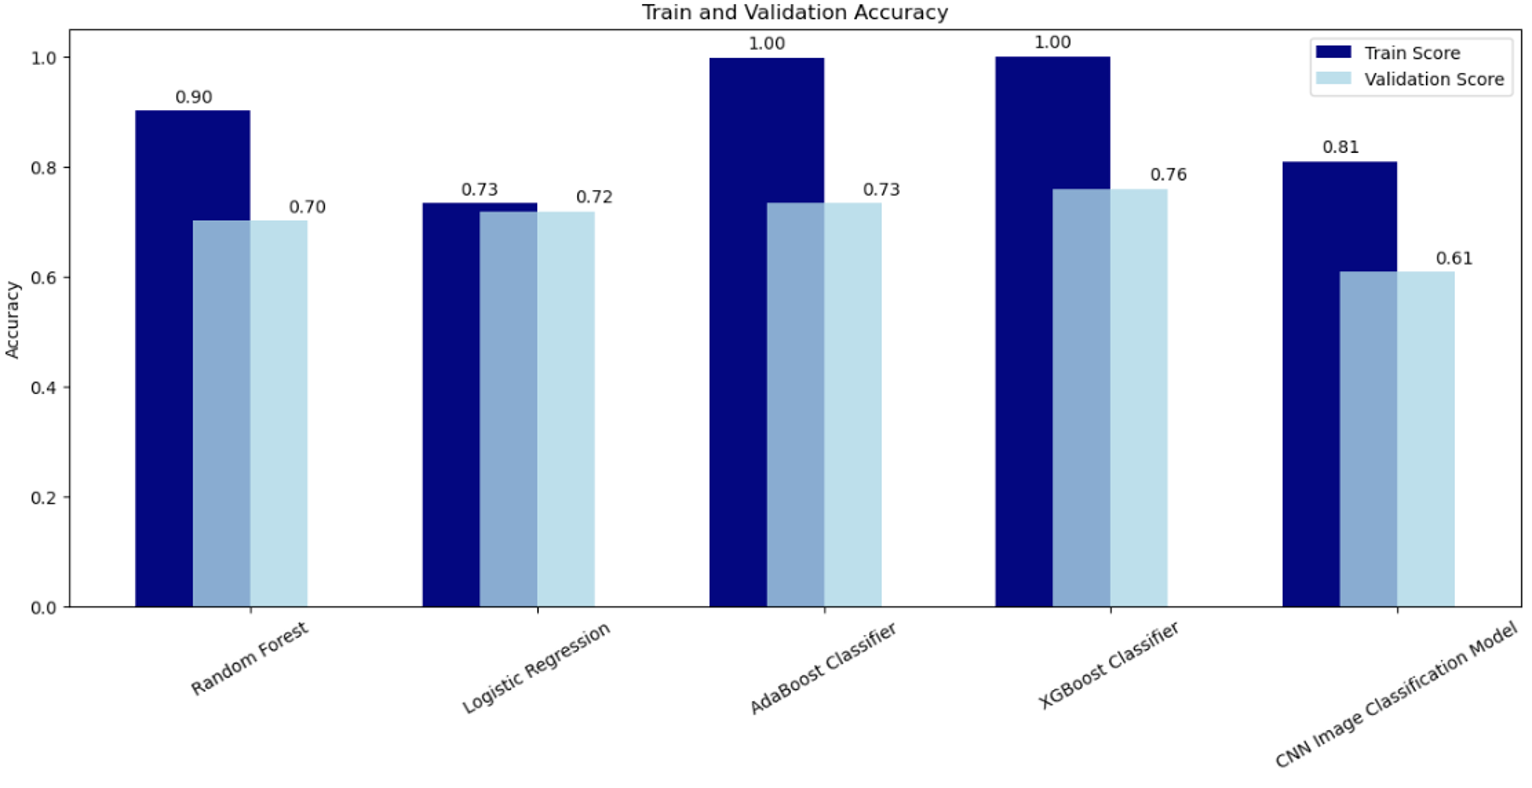 Train and Validation Accuracy
Train Score
Validation Score
Accuracy
1.0
0.8
0.6
0.4
0.2
0.0
0.90
0.70
0.73
0.72
1.00
0.73
1.00
0.76
0.81
0.61
Random Forest
Logistic Regression
AdaBoost Classifier
XGBoost Classifier
CNN Image Classification Model